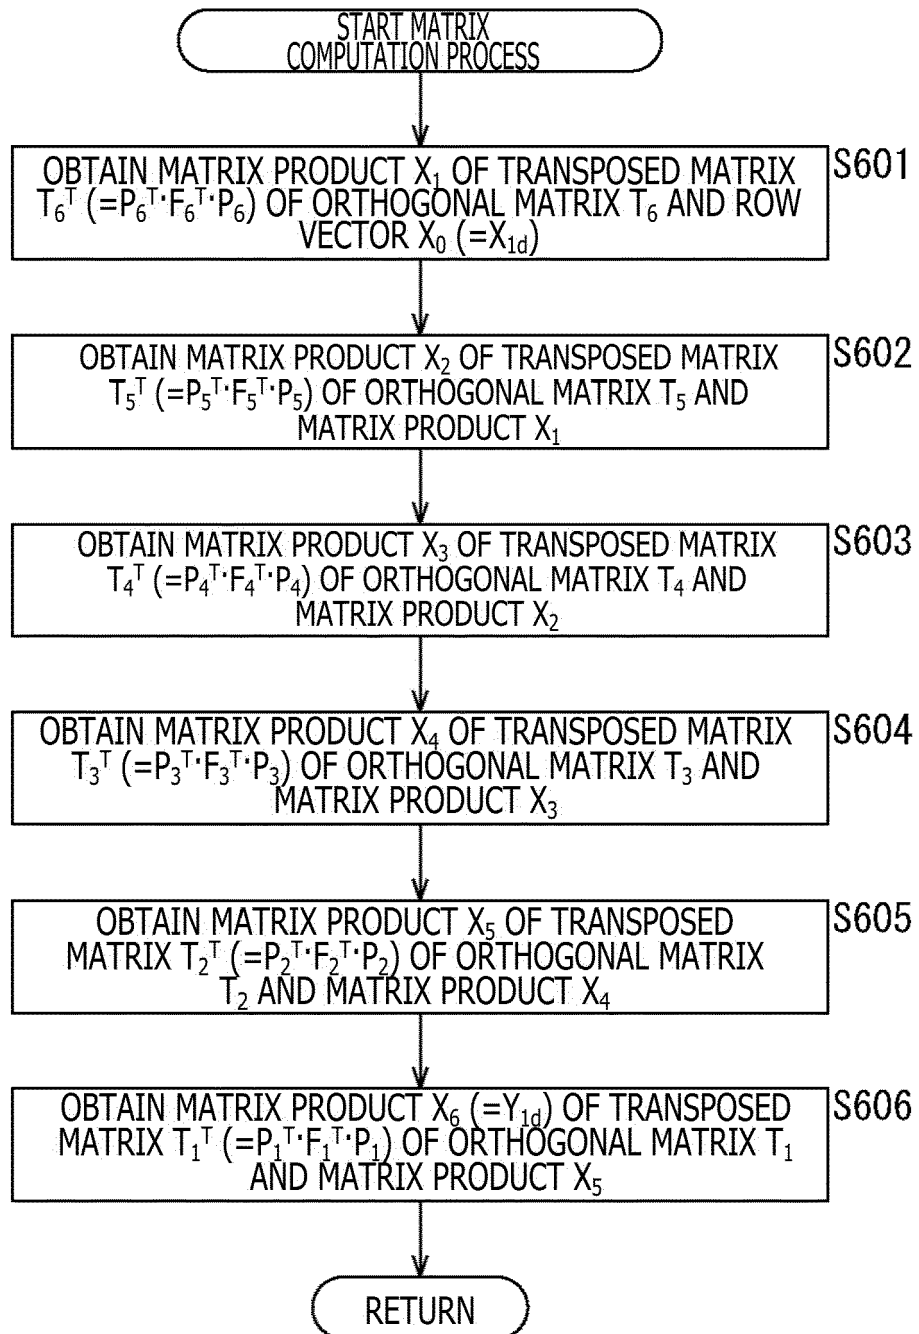 START MATRIX
COMPUTATION PROCESS
OBTAIN MATRIX PRODUCT X₁ OF TRANSPOSED MATRIX
T₆ᵀ (=P₆ᵀ·F₆ᵀ·P₆) OF ORTHOGONAL MATRIX T₆ AND ROW
VECTOR X₀ (=X₁d)
S601
OBTAIN MATRIX PRODUCT X₂ OF TRANSPOSED MATRIX
T₅ᵀ (=P₅ᵀ·F₅ᵀ·P₅) OF ORTHOGONAL MATRIX T₅ AND
MATRIX PRODUCT X₁
S602
OBTAIN MATRIX PRODUCT X₃ OF TRANSPOSED MATRIX
T₄ᵀ (=P₄ᵀ·F₄ᵀ·P₄) OF ORTHOGONAL MATRIX T₄ AND
MATRIX PRODUCT X₂
S603
OBTAIN MATRIX PRODUCT X₄ OF TRANSPOSED MATRIX
T₃ᵀ (=P₃ᵀ·F₃ᵀ·P₃) OF ORTHOGONAL MATRIX T₃ AND
MATRIX PRODUCT X₃
S604
OBTAIN MATRIX PRODUCT X₅ OF TRANSPOSED
MATRIX T₂ᵀ (=P₂ᵀ·F₂ᵀ·P₂) OF ORTHOGONAL MATRIX
T₂ AND MATRIX PRODUCT X₄
S605
OBTAIN MATRIX PRODUCT X₆ (=Y₁d) OF TRANSPOSED
MATRIX T₁ᵀ (=P₁ᵀ·F₁ᵀ·P₁) OF ORTHOGONAL MATRIX T₁
AND MATRIX PRODUCT X₅
S606
RETURN